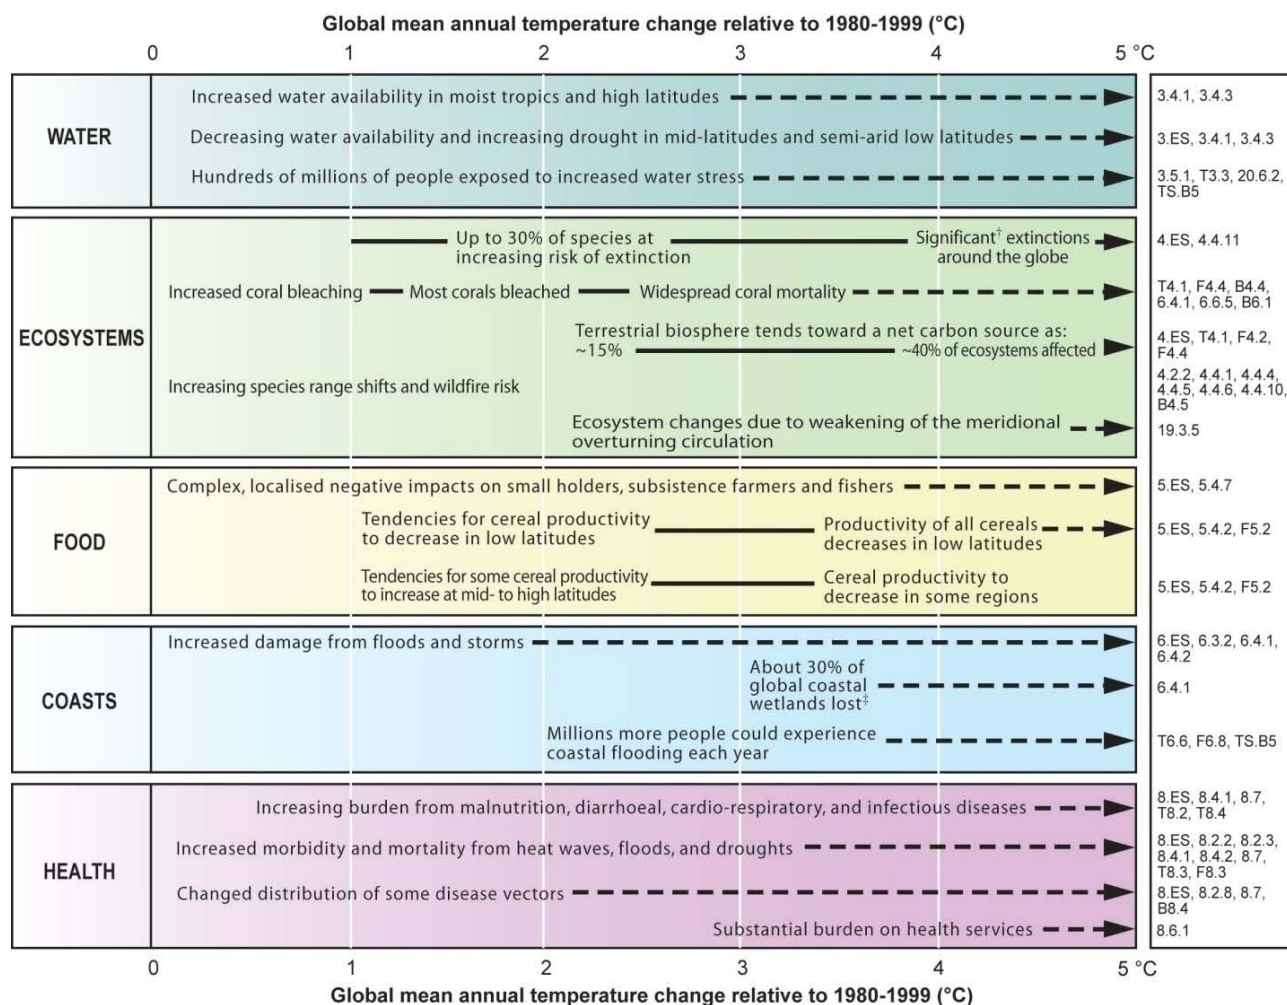 Global mean annual temperature change relative to 1980-1999 (°C)
0 1 2 3 4 5 °C
WATER
Increased water availability in moist tropics and high latitudes
3.4.1, 3.4.3
Decreasing water availability and increasing drought in mid-latitudes and semi-arid low latitudes
3.ES, 3.4.1, 3.4.3
Hundreds of millions of people exposed to increased water stress
3.5.1, T3.3, 20.6.2,
TS.B5
ECOSYSTEMS
Up to 30% of species at
increasing risk of extinction
Significant† extinctions
around the globe
4.ES, 4.4.11
Increased coral bleaching
Most corals bleached
Widespread coral mortality
T4.1, F4.4, B4.4,
6.4.1, 6.6.5, B6.1
Terrestrial biosphere tends toward a net carbon source as:
~15%
~40% of ecosystems affected
4.ES, T4.1, F4.2,
F4.4
Increasing species range shifts and wildfire risk
4.2.2, 4.4.1, 4.4.4,
4.4.5, 4.4.6, 4.4.10,
B4.5
Ecosystem changes due to weakening of the meridional
overturning circulation
19.3.5
FOOD
Complex, localised negative impacts on small holders, subsistence farmers and fishers
5.ES, 5.4.7
Tendencies for cereal productivity
to decrease in low latitudes
Productivity of all cereals
decreases in low latitudes
5.ES, 5.4.2, F5.2
Tendencies for some cereal productivity
to increase at mid- to high latitudes
Cereal productivity to
decrease in some regions
5.ES, 5.4.2, F5.2
COASTS
Increased damage from floods and storms
6.ES, 6.3.2, 6.4.1,
6.4.2
About 30% of
global coastal
wetlands lost‡
6.4.1
Millions more people could experience
coastal flooding each year
T6.6, F6.8, TS.B5
HEALTH
Increasing burden from malnutrition, diarrhoeal, cardio-respiratory, and infectious diseases
8.ES, 8.4.1, 8.7,
T8.2, T8.4
Increased morbidity and mortality from heat waves, floods, and droughts
8.ES, 8.2.2, 8.2.3,
8.4.1, 8.4.2, 8.7,
T8.3, F8.3
Changed distribution of some disease vectors
8.ES, 8.2.8, 8.7,
B8.4
Substantial burden on health services
8.6.1
0 1 2 3 4 5 °C
Global mean annual temperature change relative to 1980-1999 (°C)